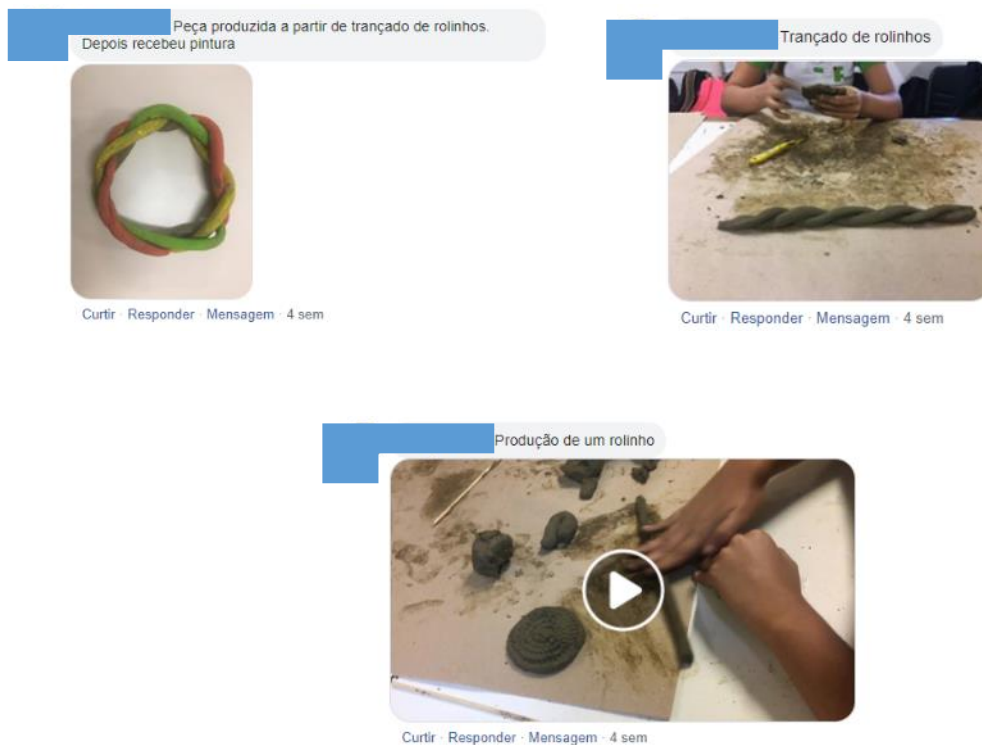 Peça produzida a partir de trançado de rolinhos.
Depois recebeu pintura
Curtir · Responder · Mensagem · 4 sem
Trançado de rolinhos
Curtir · Responder · Mensagem · 4 sem
Produção de um rolinho
Curtir · Responder · Mensagem · 4 sem